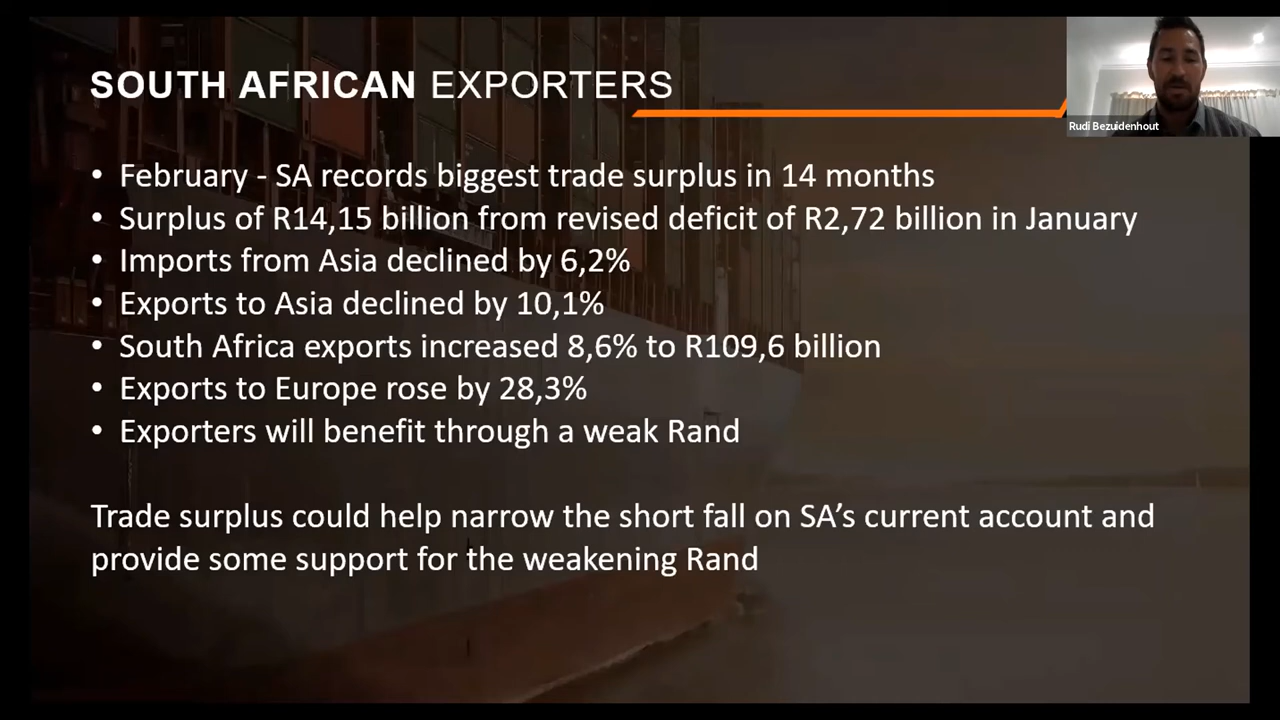 SOUTH AFRICAN EXPORTERS
Rudi Bezuidenhout
• February - SA records biggest trade surplus in 14 months
• Surplus of R14,15 billion from revised deficit of R2,72 billion in January
• Imports from Asia declined by 6,2%
• Exports to Asia declined by 10,1%
• South Africa exports increased 8,6% to R109,6 billion
• Exports to Europe rose by 28,3%
• Exporters will benefit through a weak Rand
Trade surplus could help narrow the short fall on SA’s current account and
provide some support for the weakening Rand